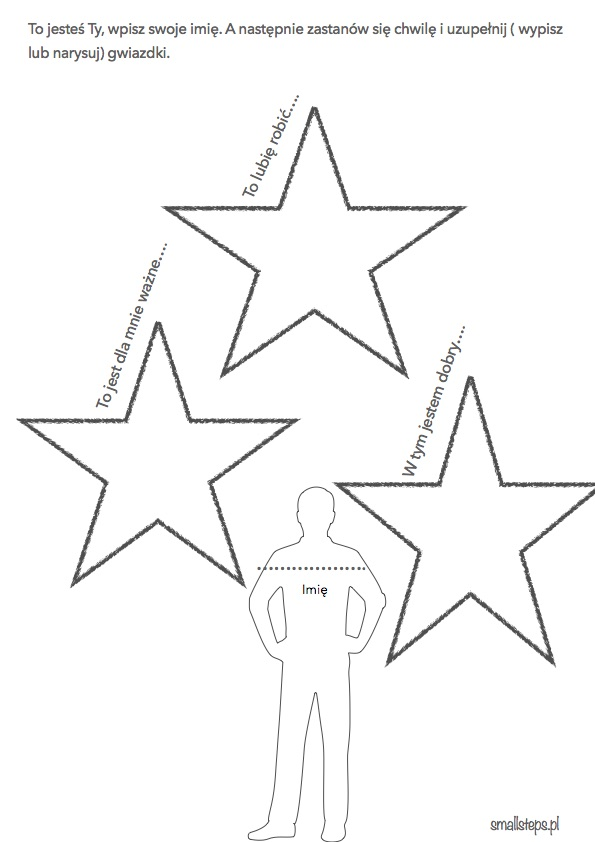 To jesteś Ty, wpisz swoje imię. A następnie zastanów się chwilę i uzupełnij ( wypisz
lub narysuj) gwiazdki.
To lubię robić....
To jest dla mnie ważne....
W tym jestem dobry....
Imię
smallsteps.pl